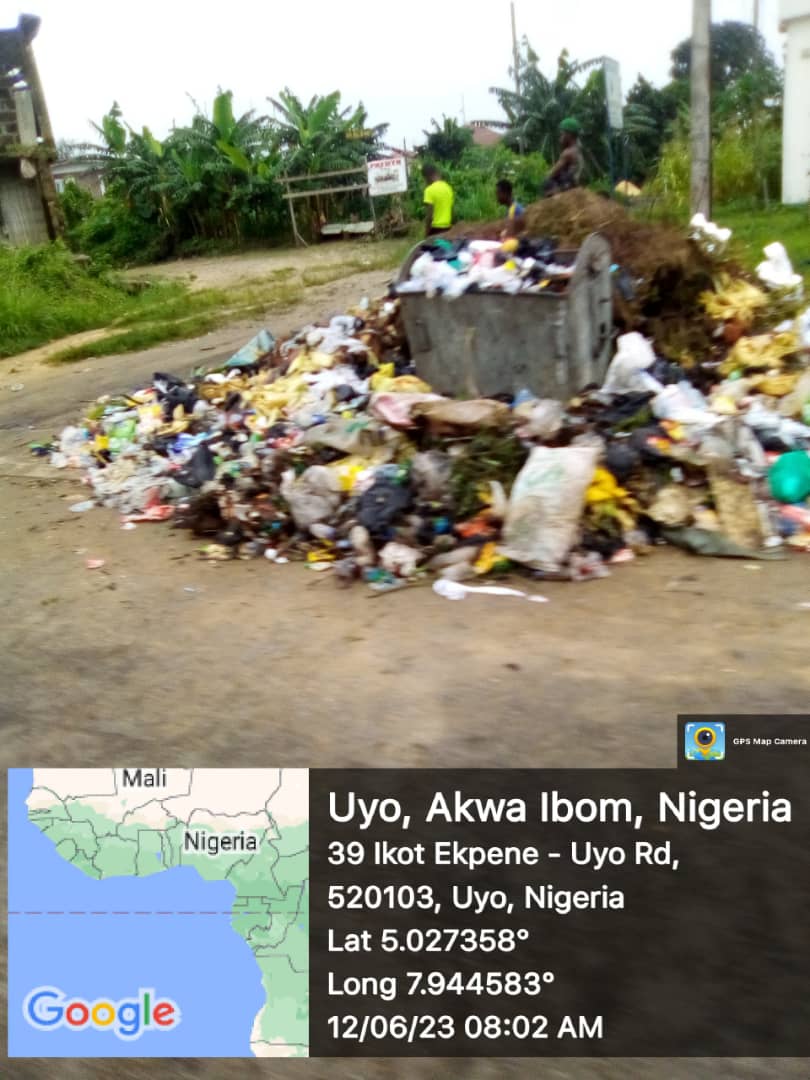 GPS Map Camera
Mali
Nigeria
Google
Uyo, Akwa Ibom, Nigeria
39 Ikot Ekpene - Uyo Rd,
520103, Uyo, Nigeria
Lat 5.027358°
Long 7.944583°
12/06/23 08:02 AM